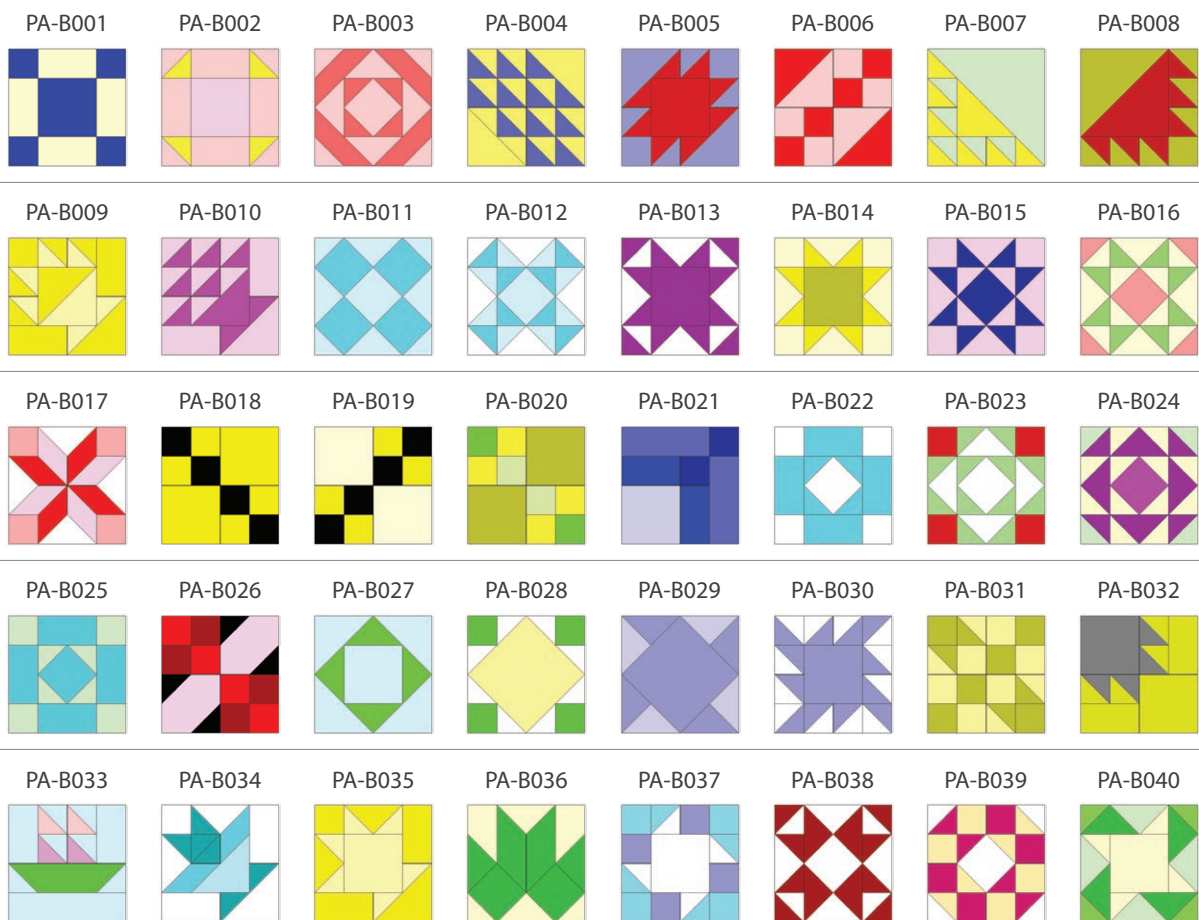 PA-B001 PA-B002 PA-B003 PA-B004 PA-B005 PA-B006 PA-B007 PA-B008
PA-B009 PA-B010 PA-B011 PA-B012 PA-B013 PA-B014 PA-B015 PA-B016
PA-B017 PA-B018 PA-B019 PA-B020 PA-B021 PA-B022 PA-B023 PA-B024
PA-B025 PA-B026 PA-B027 PA-B028 PA-B029 PA-B030 PA-B031 PA-B032
PA-B033 PA-B034 PA-B035 PA-B036 PA-B037 PA-B038 PA-B039 PA-B040